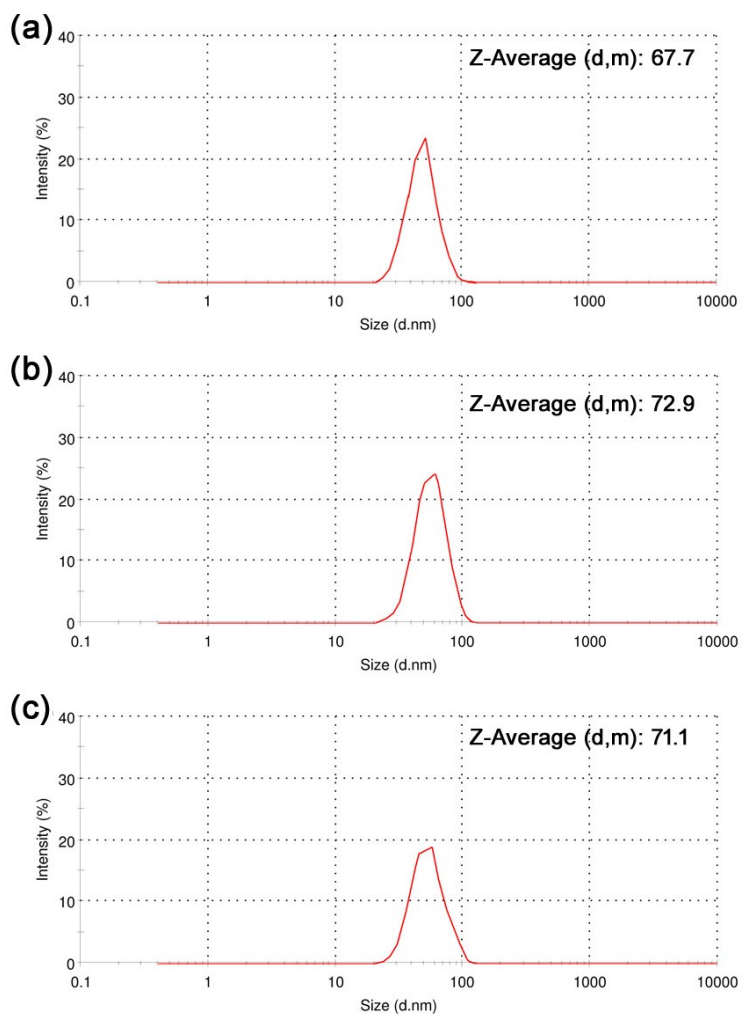 (a)
Z-Average (d,m): 67.7
40
30
20
10
0
Intensity (%)
0.1 1 10 100 1000 10000
Size (d.nm)
(b)
Z-Average (d,m): 72.9
40
30
20
10
0
Intensity (%)
0.1 1 10 100 1000 10000
Size (d.nm)
(c)
Z-Average (d,m): 71.1
40
30
20
10
0
Intensity (%)
0.1 1 10 100 1000 10000
Size (d.nm)